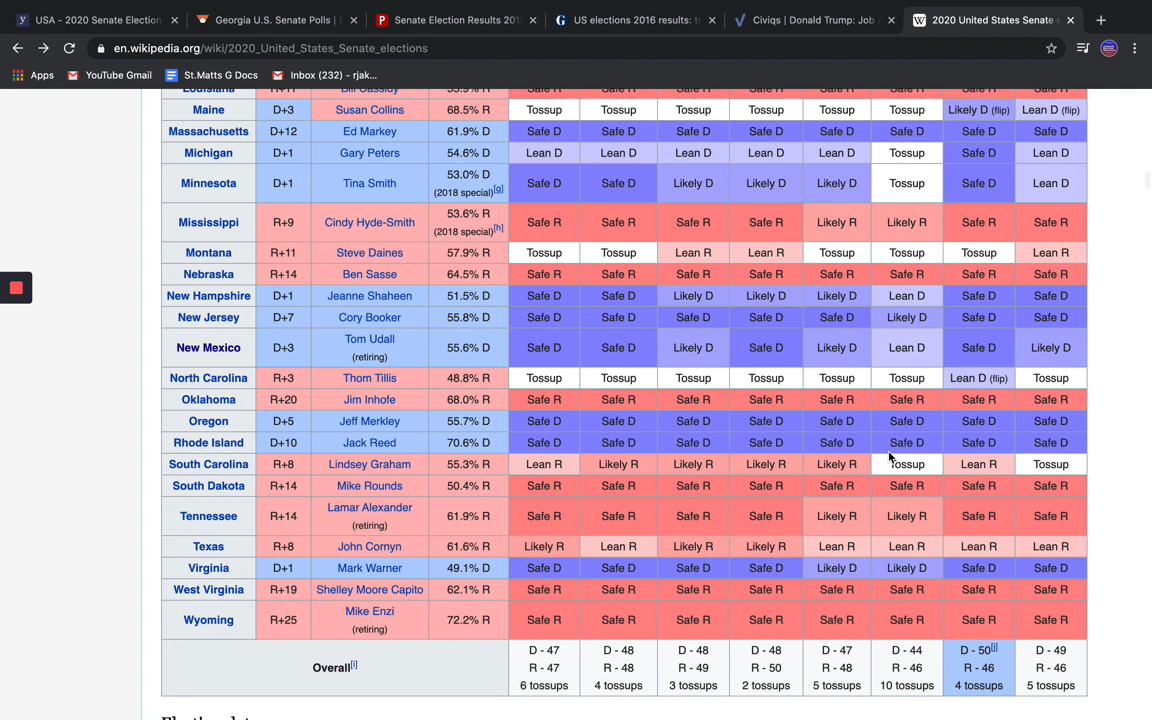 USA - 2020 Senate Election
Georgia U.S. Senate Polls | R
Senate Election Results 201
US elections 2016 results: t
Civiqs | Donald Trump: Job
2020 United States Senate e
en.wikipedia.org/wiki/2020_United_States_Senate_elections
Apps YouTube Gmail St.Matts G Docs Inbox (232) - rjak...
Louisiana R+11 Bill Cassidy 55.9% R Safe R Safe R Safe R Safe R Safe R Safe R Safe R Safe R
Maine D+3 Susan Collins 68.5% R Tossup Tossup Tossup Tossup Tossup Tossup Likely D (flip) Lean D (flip)
Massachusetts D+12 Ed Markey 61.9% D Safe D Safe D Safe D Safe D Safe D Safe D Safe D Safe D
Michigan D+1 Gary Peters 54.6% D Lean D Lean D Lean D Lean D Lean D Tossup Safe D Lean D
Minnesota D+1 Tina Smith 53.0% D (2018 special)[g] Safe D Safe D Likely D Likely D Likely D Tossup Safe D Lean D
Mississippi R+9 Cindy Hyde-Smith 53.6% R (2018 special)[h] Safe R Safe R Safe R Safe R Likely R Likely R Safe R Safe R
Montana R+11 Steve Daines 57.9% R Tossup Tossup Lean R Lean R Tossup Tossup Tossup Lean R
Nebraska R+14 Ben Sasse 64.5% R Safe R Safe R Safe R Safe R Safe R Safe R Safe R Safe R
New Hampshire D+1 Jeanne Shaheen 51.5% D Safe D Safe D Likely D Likely D Likely D Lean D Safe D Safe D
New Jersey D+7 Cory Booker 55.8% D Safe D Safe D Safe D Safe D Safe D Likely D Safe D Safe D
New Mexico D+3 Tom Udall (retiring) 55.6% D Safe D Safe D Likely D Safe D Likely D Lean D Safe D Likely D
North Carolina R+3 Thom Tillis 48.8% R Tossup Tossup Tossup Tossup Tossup Tossup Lean D (flip) Tossup
Oklahoma R+20 Jim Inhofe 68.0% R Safe R Safe R Safe R Safe R Safe R Safe R Safe R Safe R
Oregon D+5 Jeff Merkley 55.7% D Safe D Safe D Safe D Safe D Safe D Safe D Safe D Safe D
Rhode Island D+10 Jack Reed 70.6% D Safe D Safe D Safe D Safe D Safe D Safe D Safe D Safe D
South Carolina R+8 Lindsey Graham 55.3% R Lean R Likely R Likely R Likely R Likely R Tossup Lean R Tossup
South Dakota R+14 Mike Rounds 50.4% R Safe R Safe R Safe R Safe R Safe R Safe R Safe R Safe R
Tennessee R+14 Lamar Alexander (retiring) 61.9% R Safe R Safe R Safe R Safe R Likely R Likely R Safe R Safe R
Texas R+8 John Cornyn 61.6% R Likely R Lean R Likely R Likely R Lean R Lean R Lean R Lean R
Virginia D+1 Mark Warner 49.1% D Safe D Safe D Safe D Safe D Likely D Likely D Safe D Safe D
West Virginia R+19 Shelley Moore Capito 62.1% R Safe R Safe R Safe R Safe R Safe R Safe R Safe R Safe R
Wyoming R+25 Mike Enzi (retiring) 72.2% R Safe R Safe R Safe R Safe R Safe R Safe R Safe R Safe R
D - 47 D - 48 D - 48 D - 48 D - 47 D - 44 D - 50[j] D - 49
Overall[i] R - 47 R - 48 R - 49 R - 50 R - 48 R - 46 R - 46 R - 46
6 tossups 4 tossups 3 tossups 2 tossups 5 tossups 10 tossups 4 tossups 5 tossups